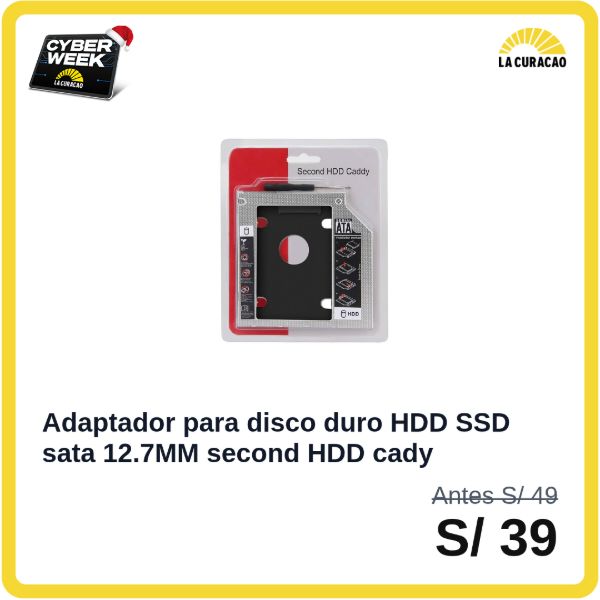 CYBER
WEEK
LA CURACAO
LA CURACAO
Second HDD Caddy
SATA
HDD
Adaptador para disco duro HDD SSD
sata 12.7MM second HDD cady
Antes S/ 49
S/ 39